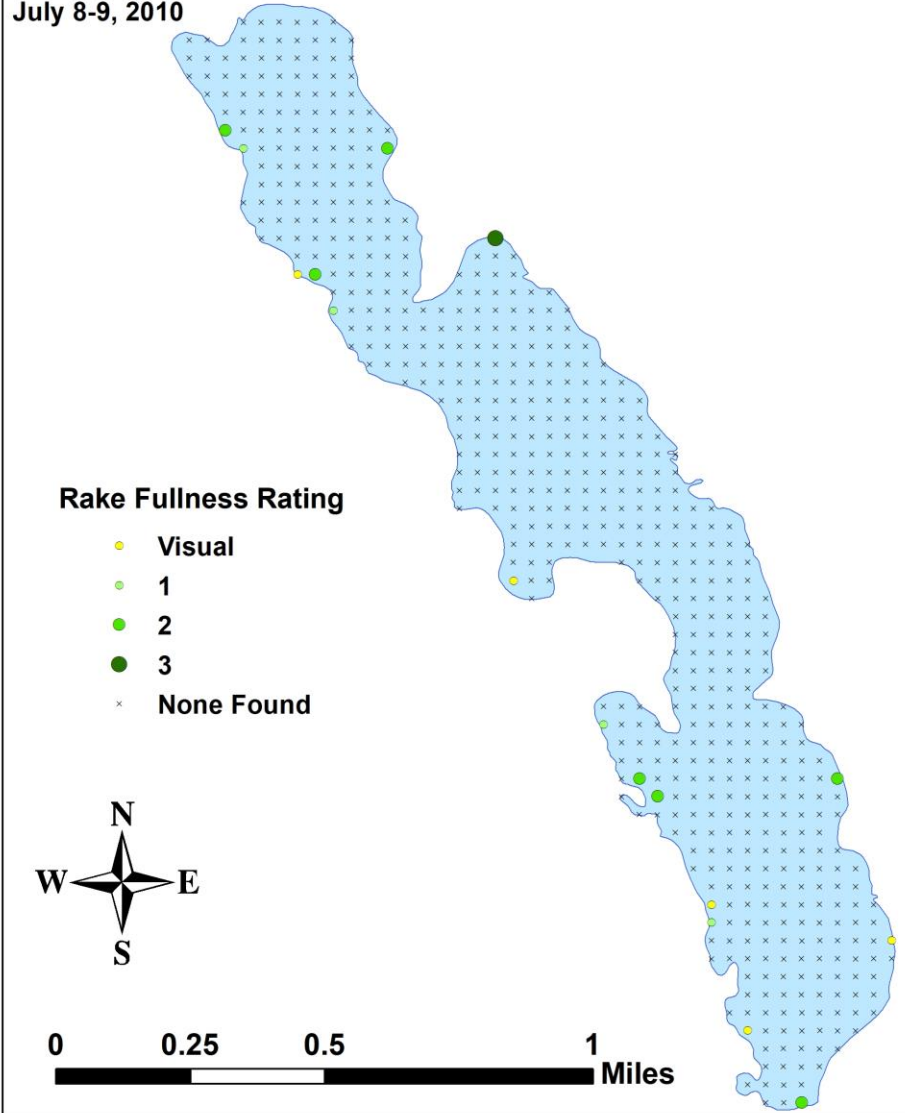 July 8-9, 2010
Rake Fullness Rating
Visual
1
2
3
None Found
N
W E
S
0 0.25 0.5 1
Miles